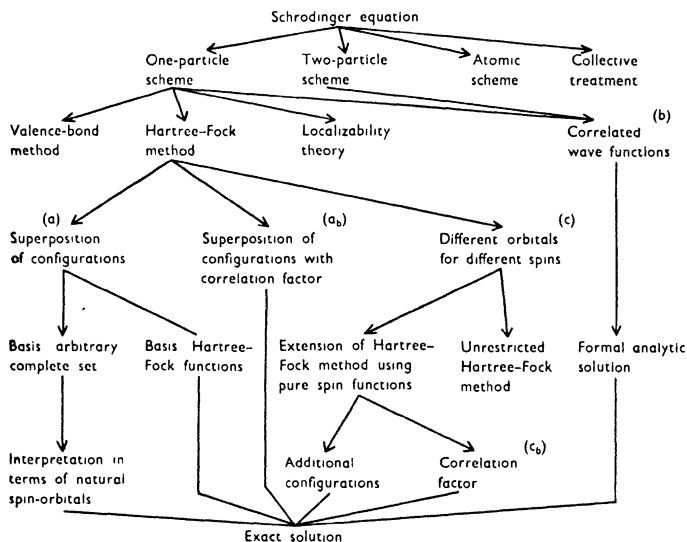 Schrodinger equation
One-particle scheme
Two-particle scheme
Atomic scheme
Collective treatment
Valence-bond method
Hartree-Fock method
Localizability theory
(b)
Correlated wave functions
(a)
Superposition of configurations
(a_b)
Superposition of configurations with correlation factor
(c)
Different orbitals for different spins
Basis arbitrary complete set
Basis Hartree-Fock functions
Extension of Hartree-Fock method using pure spin functions
Unrestricted Hartree-Fock method
Formal analytic solution
Interpretation in terms of natural spin-orbitals
Additional configurations
(c_b)
Correlation factor
Exact solution